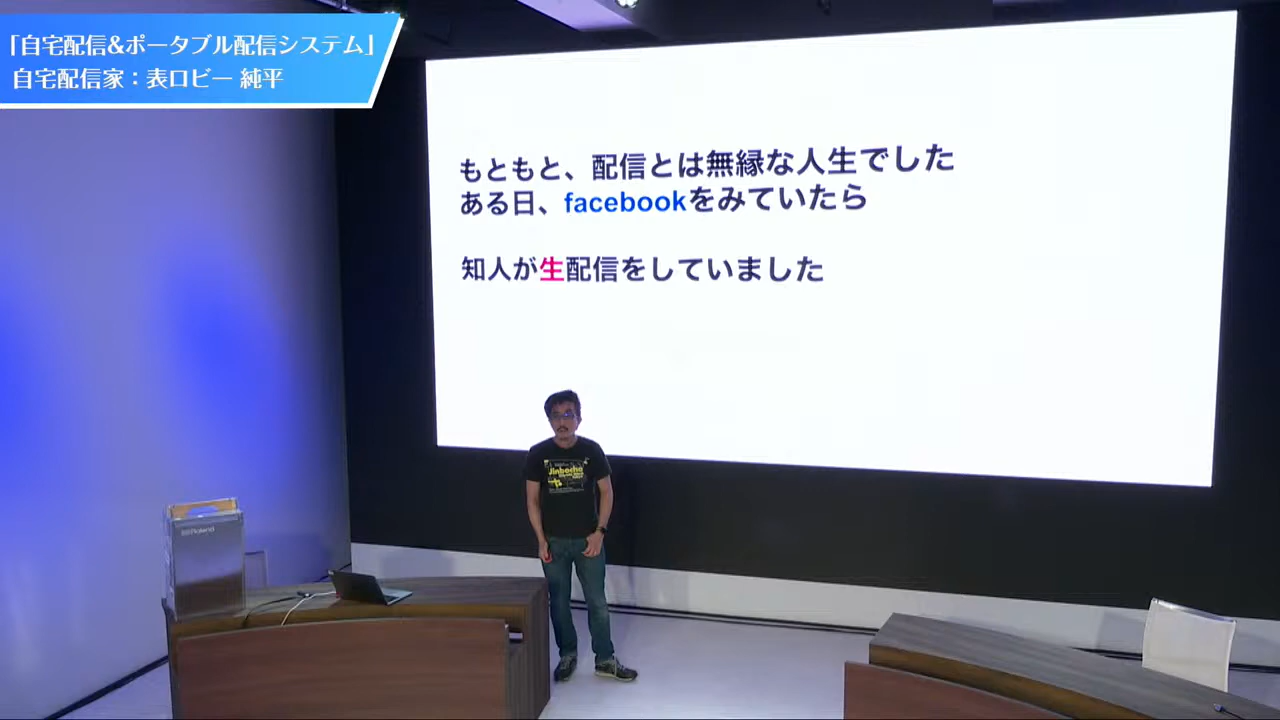 「自宅配信&ポータブル配信システム」
自宅配信家：表ロビー 純平
もともと、配信とは無縁な人生でした
ある日、facebookをみていたら
知人が生配信をしていました
Jinbocho
Roland